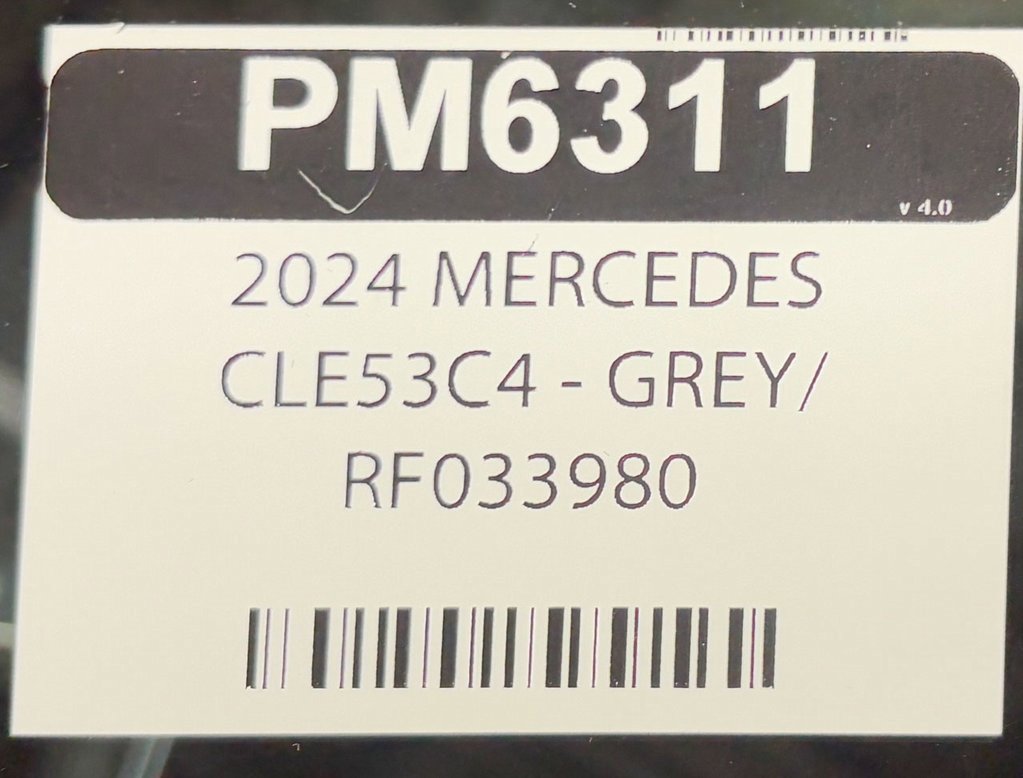 PM6311
v 4.0
2024 MERCEDES
CLE53C4 - GREY/
RF033980